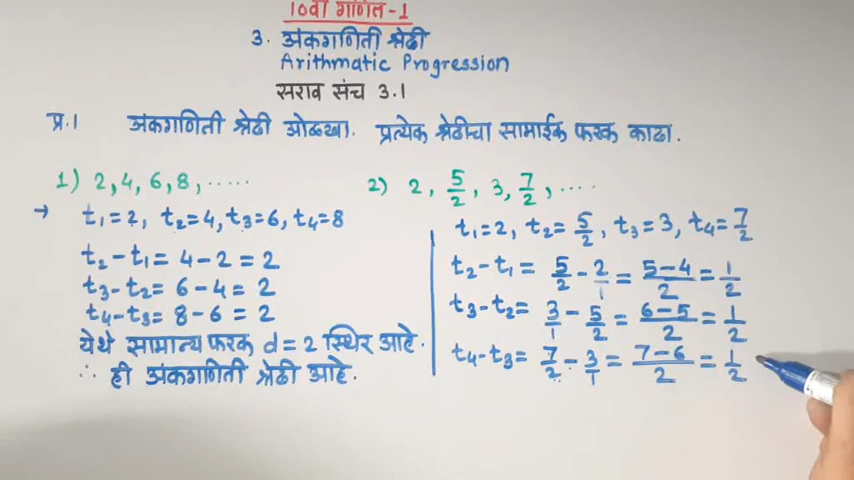 10वी गणित-1
3. अंकगणिती श्रेढी
Arithmatic Progression
सराव संच 3.1
प्र.1 अंकगणिती श्रेढी ओळखा. प्रत्येक श्रेढीचा सामाईक फरक काढा.
1) 2, 4, 6, 8, .....
→ t₁=2, t₂=4, t₃=6, t₄=8
t₂-t₁= 4-2 = 2
t₃-t₂= 6-4 = 2
t₄-t₃= 8-6 = 2
येथे सामान्य फरक d=2 स्थिर आहे.
∴ ही अंकगणिती श्रेढी आहे.
2) 2, 5/2, 3, 7/2, ....
t₁=2, t₂=5/2, t₃=3, t₄=7/2
t₂-t₁= 5/2 - 2/1 = (5-4)/2 = 1/2
t₃-t₂= 3/1 - 5/2 = (6-5)/2 = 1/2
t₄-t₃= 7/2 - 3/1 = (7-6)/2 = 1/2